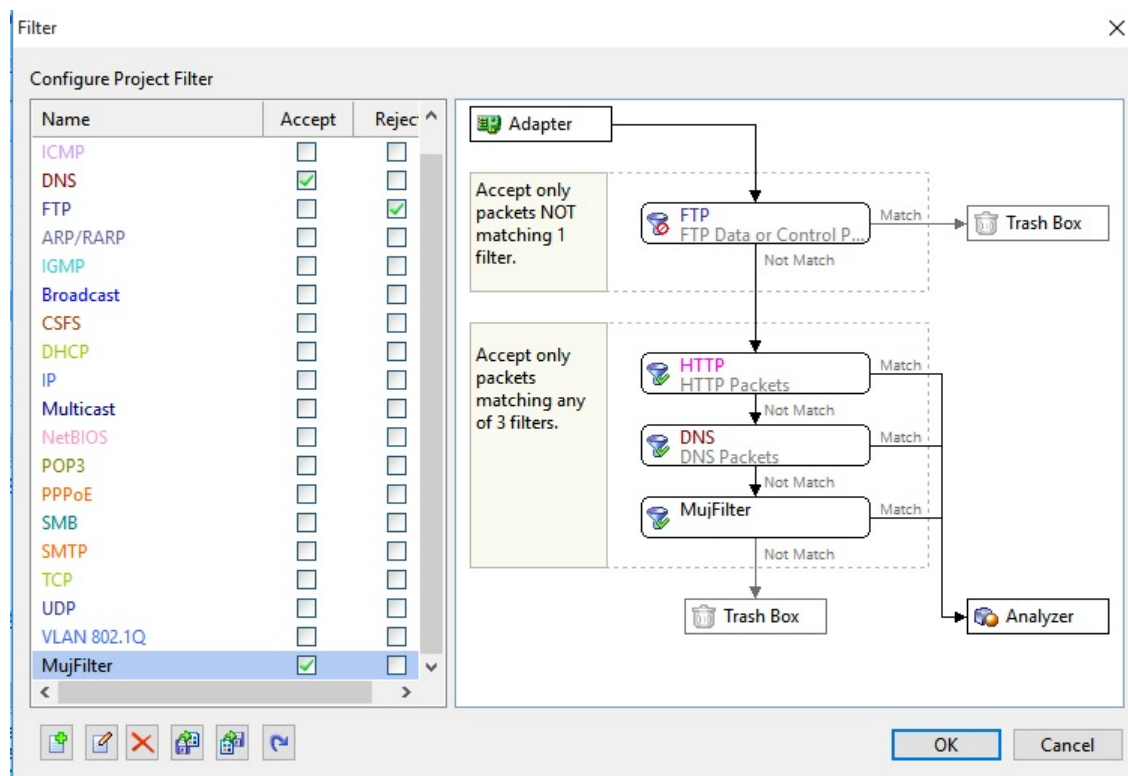 Filter
Configure Project Filter
Name Accept Rejec
ICMP
DNS
FTP
ARP/RARP
IGMP
Broadcast
CSFS
DHCP
IP
Multicast
NetBIOS
POP3
PPPoE
SMB
SMTP
TCP
UDP
VLAN 802.1Q
MujFilter
Adapter
Accept only
packets NOT
matching 1
filter.
FTP
FTP Data or Control P...
Match
Trash Box
Not Match
Accept only
packets
matching any
of 3 filters.
HTTP
HTTP Packets
Match
Not Match
DNS
DNS Packets
Match
Not Match
MujFilter
Match
Not Match
Trash Box
Analyzer
OK Cancel